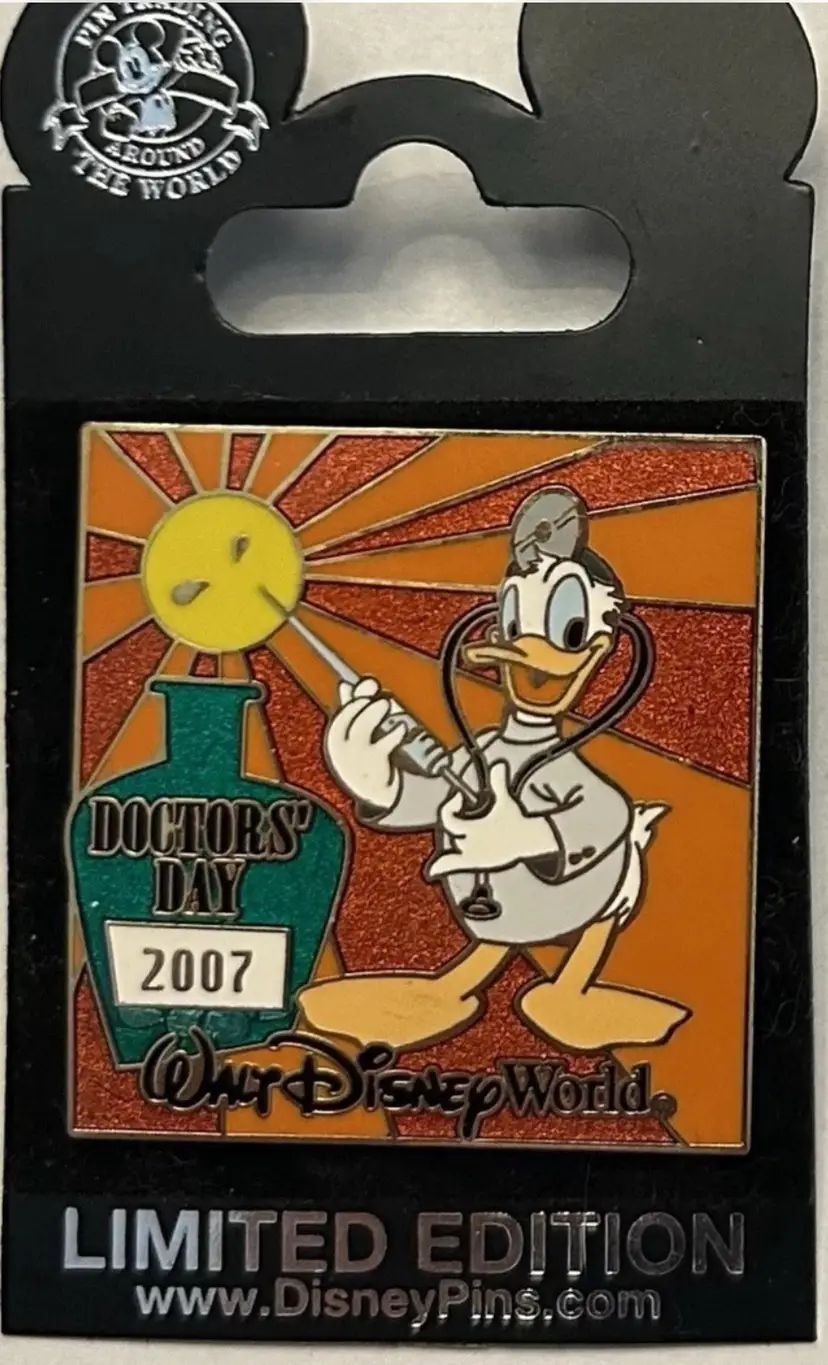 PIN TRADING
AROUND
THE WORLD
DOCTORS'
DAY
2007
WALT DISNEY World®
LIMITED EDITION
www.DisneyPins.com